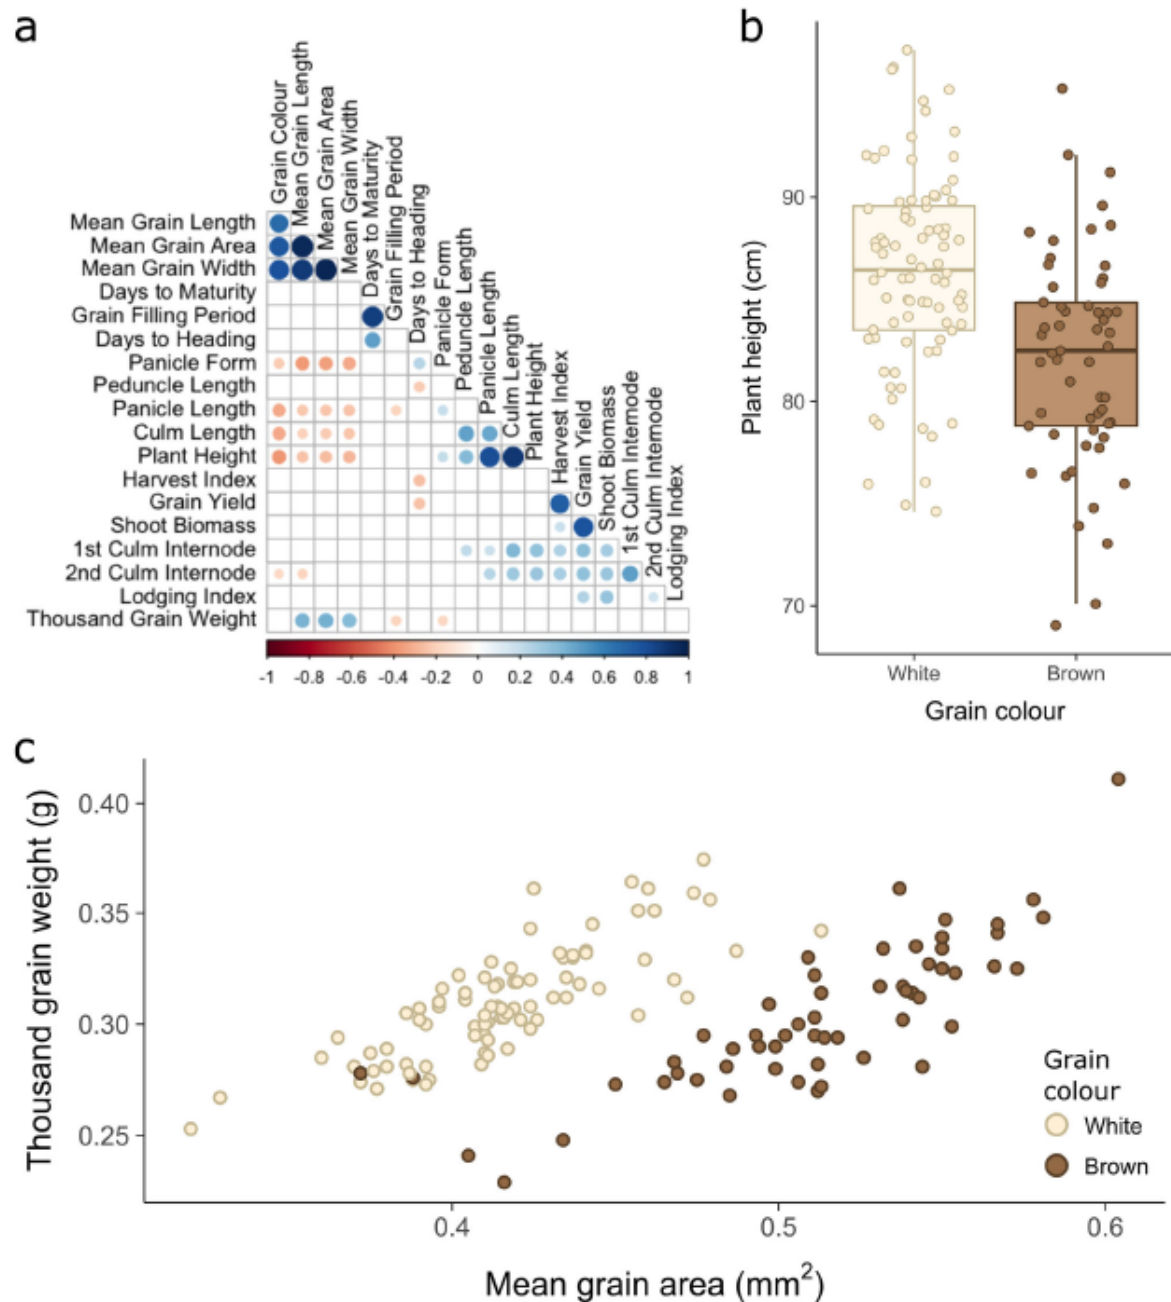 a
Grain Colour
Mean Grain Length
Mean Grain Area
Mean Grain Width
Days to Maturity
Grain Filling Period
Days to Heading
Panicle Form
Peduncle Length
Panicle Length
Culm Length
Plant Height
Harvest Index
Grain Yield
Shoot Biomass
1st Culm Internode
2nd Culm Internode
Lodging Index
Mean Grain Length
Mean Grain Area
Mean Grain Width
Days to Maturity
Grain Filling Period
Days to Heading
Panicle Form
Peduncle Length
Panicle Length
Culm Length
Plant Height
Harvest Index
Grain Yield
Shoot Biomass
1st Culm Internode
2nd Culm Internode
Lodging Index
Thousand Grain Weight
-1 -0.8 -0.6 -0.4 -0.2 0 0.2 0.4 0.6 0.8 1
b
Plant height (cm)
90
80
70
White Brown
Grain colour
c
Thousand grain weight (g)
0.40
0.35
0.30
0.25
Grain
colour
White
Brown
0.4 0.5 0.6
Mean grain area (mm²)